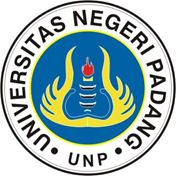 • UNIVERSITAS NEGERI PADANG •
UNP